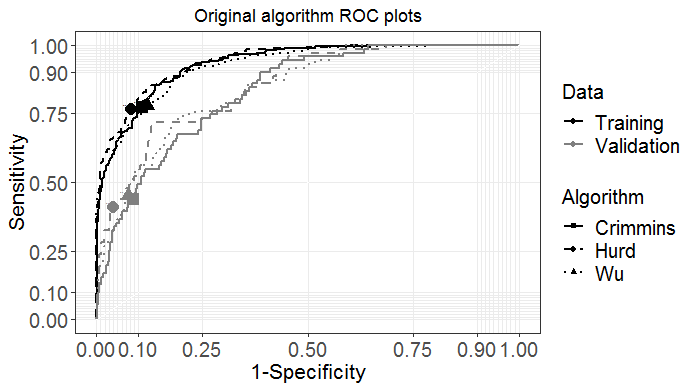 Original algorithm ROC plots
Sensitivity
1.00
0.90
0.75
0.50
0.25
0.10
0.00
0.00 0.10 0.25 0.50 0.75 0.90 1.00
1-Specificity
Data
Training
Validation
Algorithm
Crimmins
Hurd
Wu